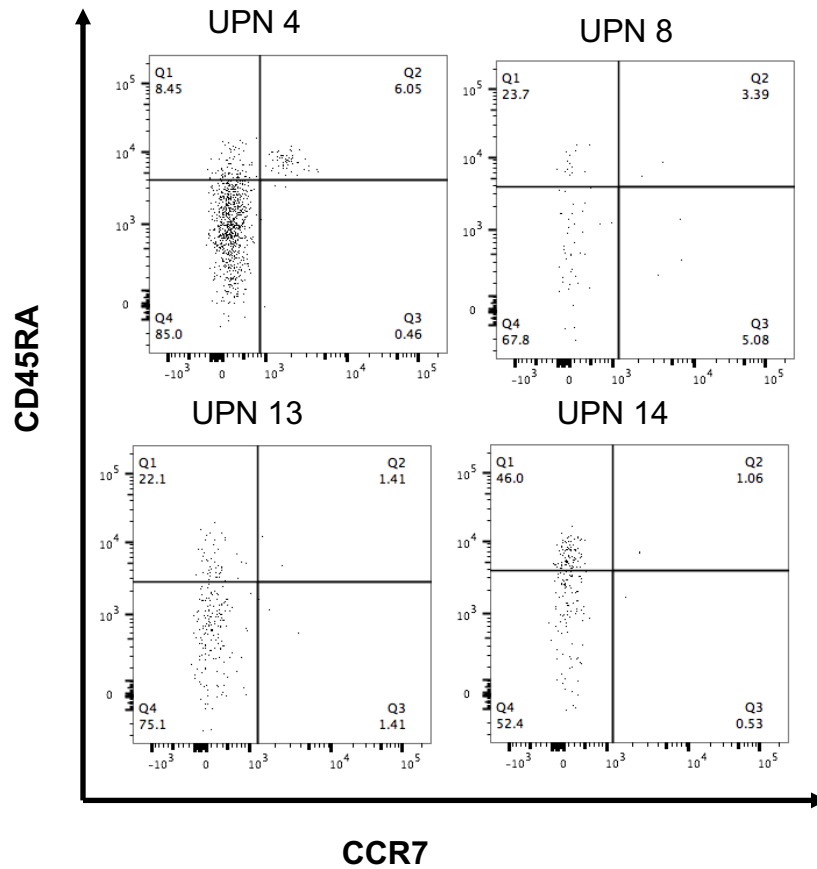 UPN 4
Q1
8.45
Q2
6.05
Q4
85.0
Q3
0.46
10^5
10^4
10^3
0
-10^3 0 10^3 10^4 10^5
UPN 8
Q1
23.7
Q2
3.39
Q4
67.8
Q3
5.08
10^5
10^4
10^3
0
-10^3 0 10^3 10^4 10^5
UPN 13
Q1
22.1
Q2
1.41
Q4
75.1
Q3
1.41
10^5
10^4
10^3
0
-10^3 0 10^3 10^4 10^5
UPN 14
Q1
46.0
Q2
1.06
Q4
52.4
Q3
0.53
10^5
10^4
10^3
0
-10^3 0 10^3 10^4 10^5
CD45RA
CCR7